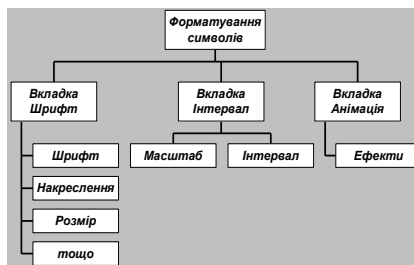 Форматування
символів
Вкладка
Шрифт
Вкладка
Інтервал
Вкладка
Анімація
Шрифт
Масштаб
Інтервал
Ефекти
Накреслення
Розмір
тощо